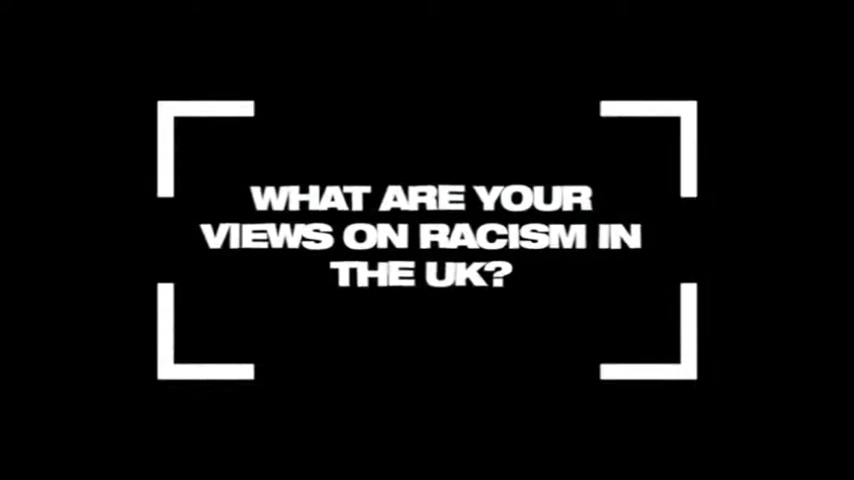 WHAT ARE YOUR
VIEWS ON RACISM IN
THE UK?